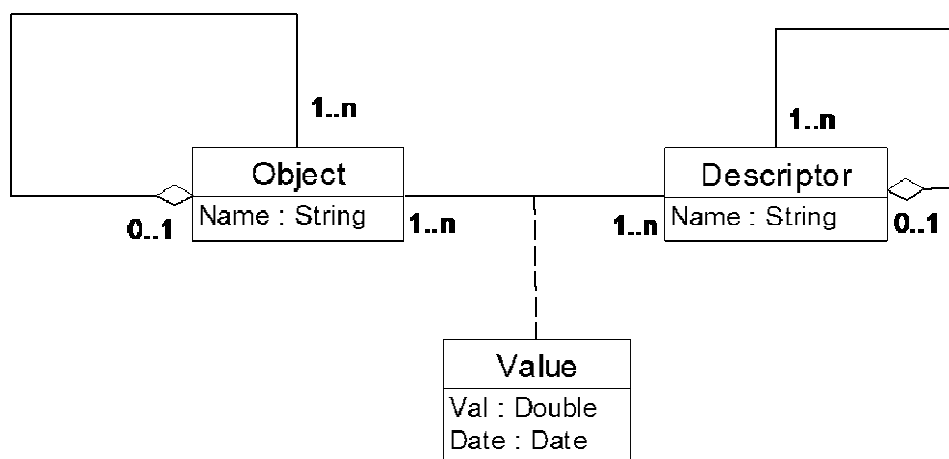 1..n
1..n
Object
Descriptor
Name : String
Name : String
0..1
1..n
1..n
0..1
Value
Val : Double
Date : Date